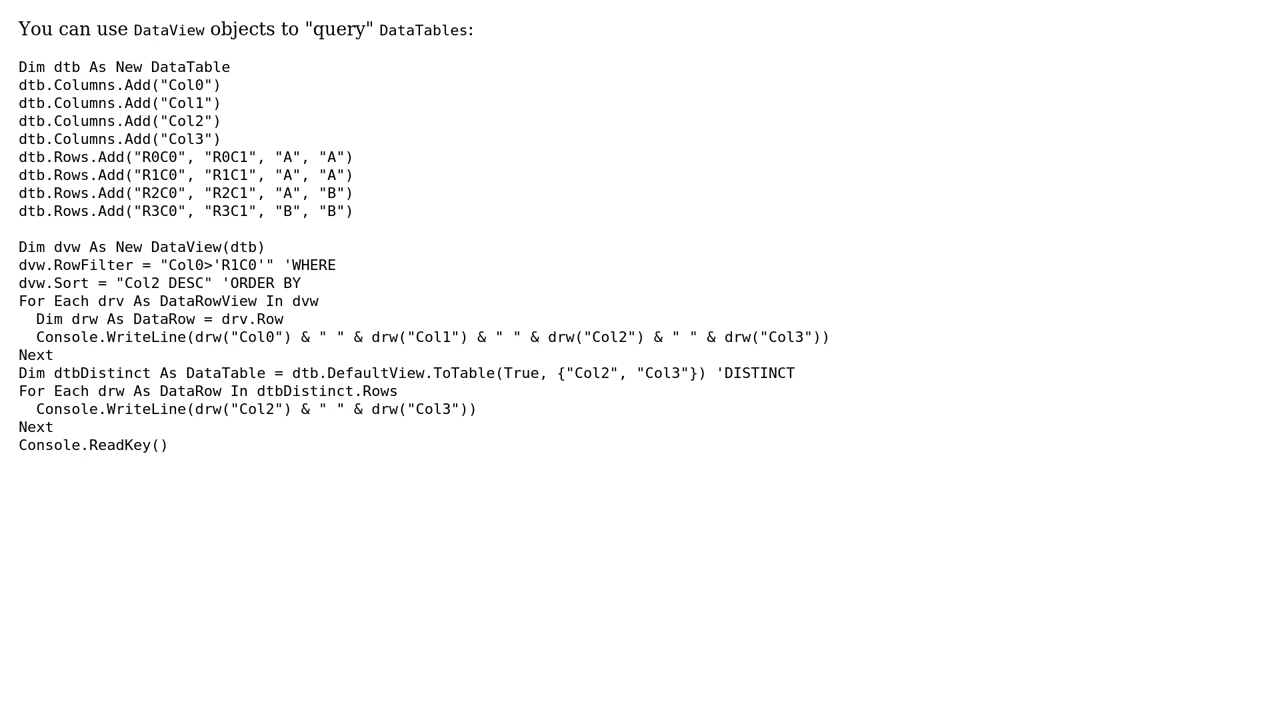 You can use DataView objects to "query" DataTables:
Dim dtb As New DataTable
dtb.Columns.Add("Col0")
dtb.Columns.Add("Col1")
dtb.Columns.Add("Col2")
dtb.Columns.Add("Col3")
dtb.Rows.Add("R0C0", "R0C1", "A", "A")
dtb.Rows.Add("R1C0", "R1C1", "A", "A")
dtb.Rows.Add("R2C0", "R2C1", "A", "B")
dtb.Rows.Add("R3C0", "R3C1", "B", "B")

Dim dvw As New DataView(dtb)
dvw.RowFilter = "Col0>'R1C0'" 'WHERE
dvw.Sort = "Col2 DESC" 'ORDER BY
For Each drv As DataRowView In dvw
  Dim drw As DataRow = drv.Row
  Console.WriteLine(drw("Col0") & " " & drw("Col1") & " " & drw("Col2") & " " & drw("Col3"))
Next
Dim dtbDistinct As DataTable = dtb.DefaultView.ToTable(True, {"Col2", "Col3"}) 'DISTINCT
For Each drw As DataRow In dtbDistinct.Rows
  Console.WriteLine(drw("Col2") & " " & drw("Col3"))
Next
Console.ReadKey()